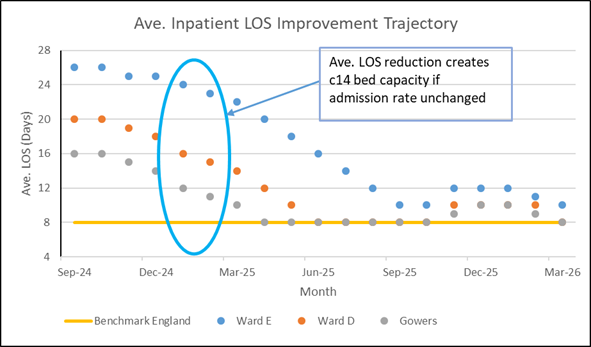 Ave. Inpatient LOS Improvement Trajectory
28
24
20
16
12
8
4
Ave. LOS (Days)
Ave. LOS reduction creates
c14 bed capacity if
admission rate unchanged
Sep-24 Dec-24 Mar-25 Jun-25 Sep-25 Dec-25 Mar-26
Month
Benchmark England Ward E Ward D Gowers